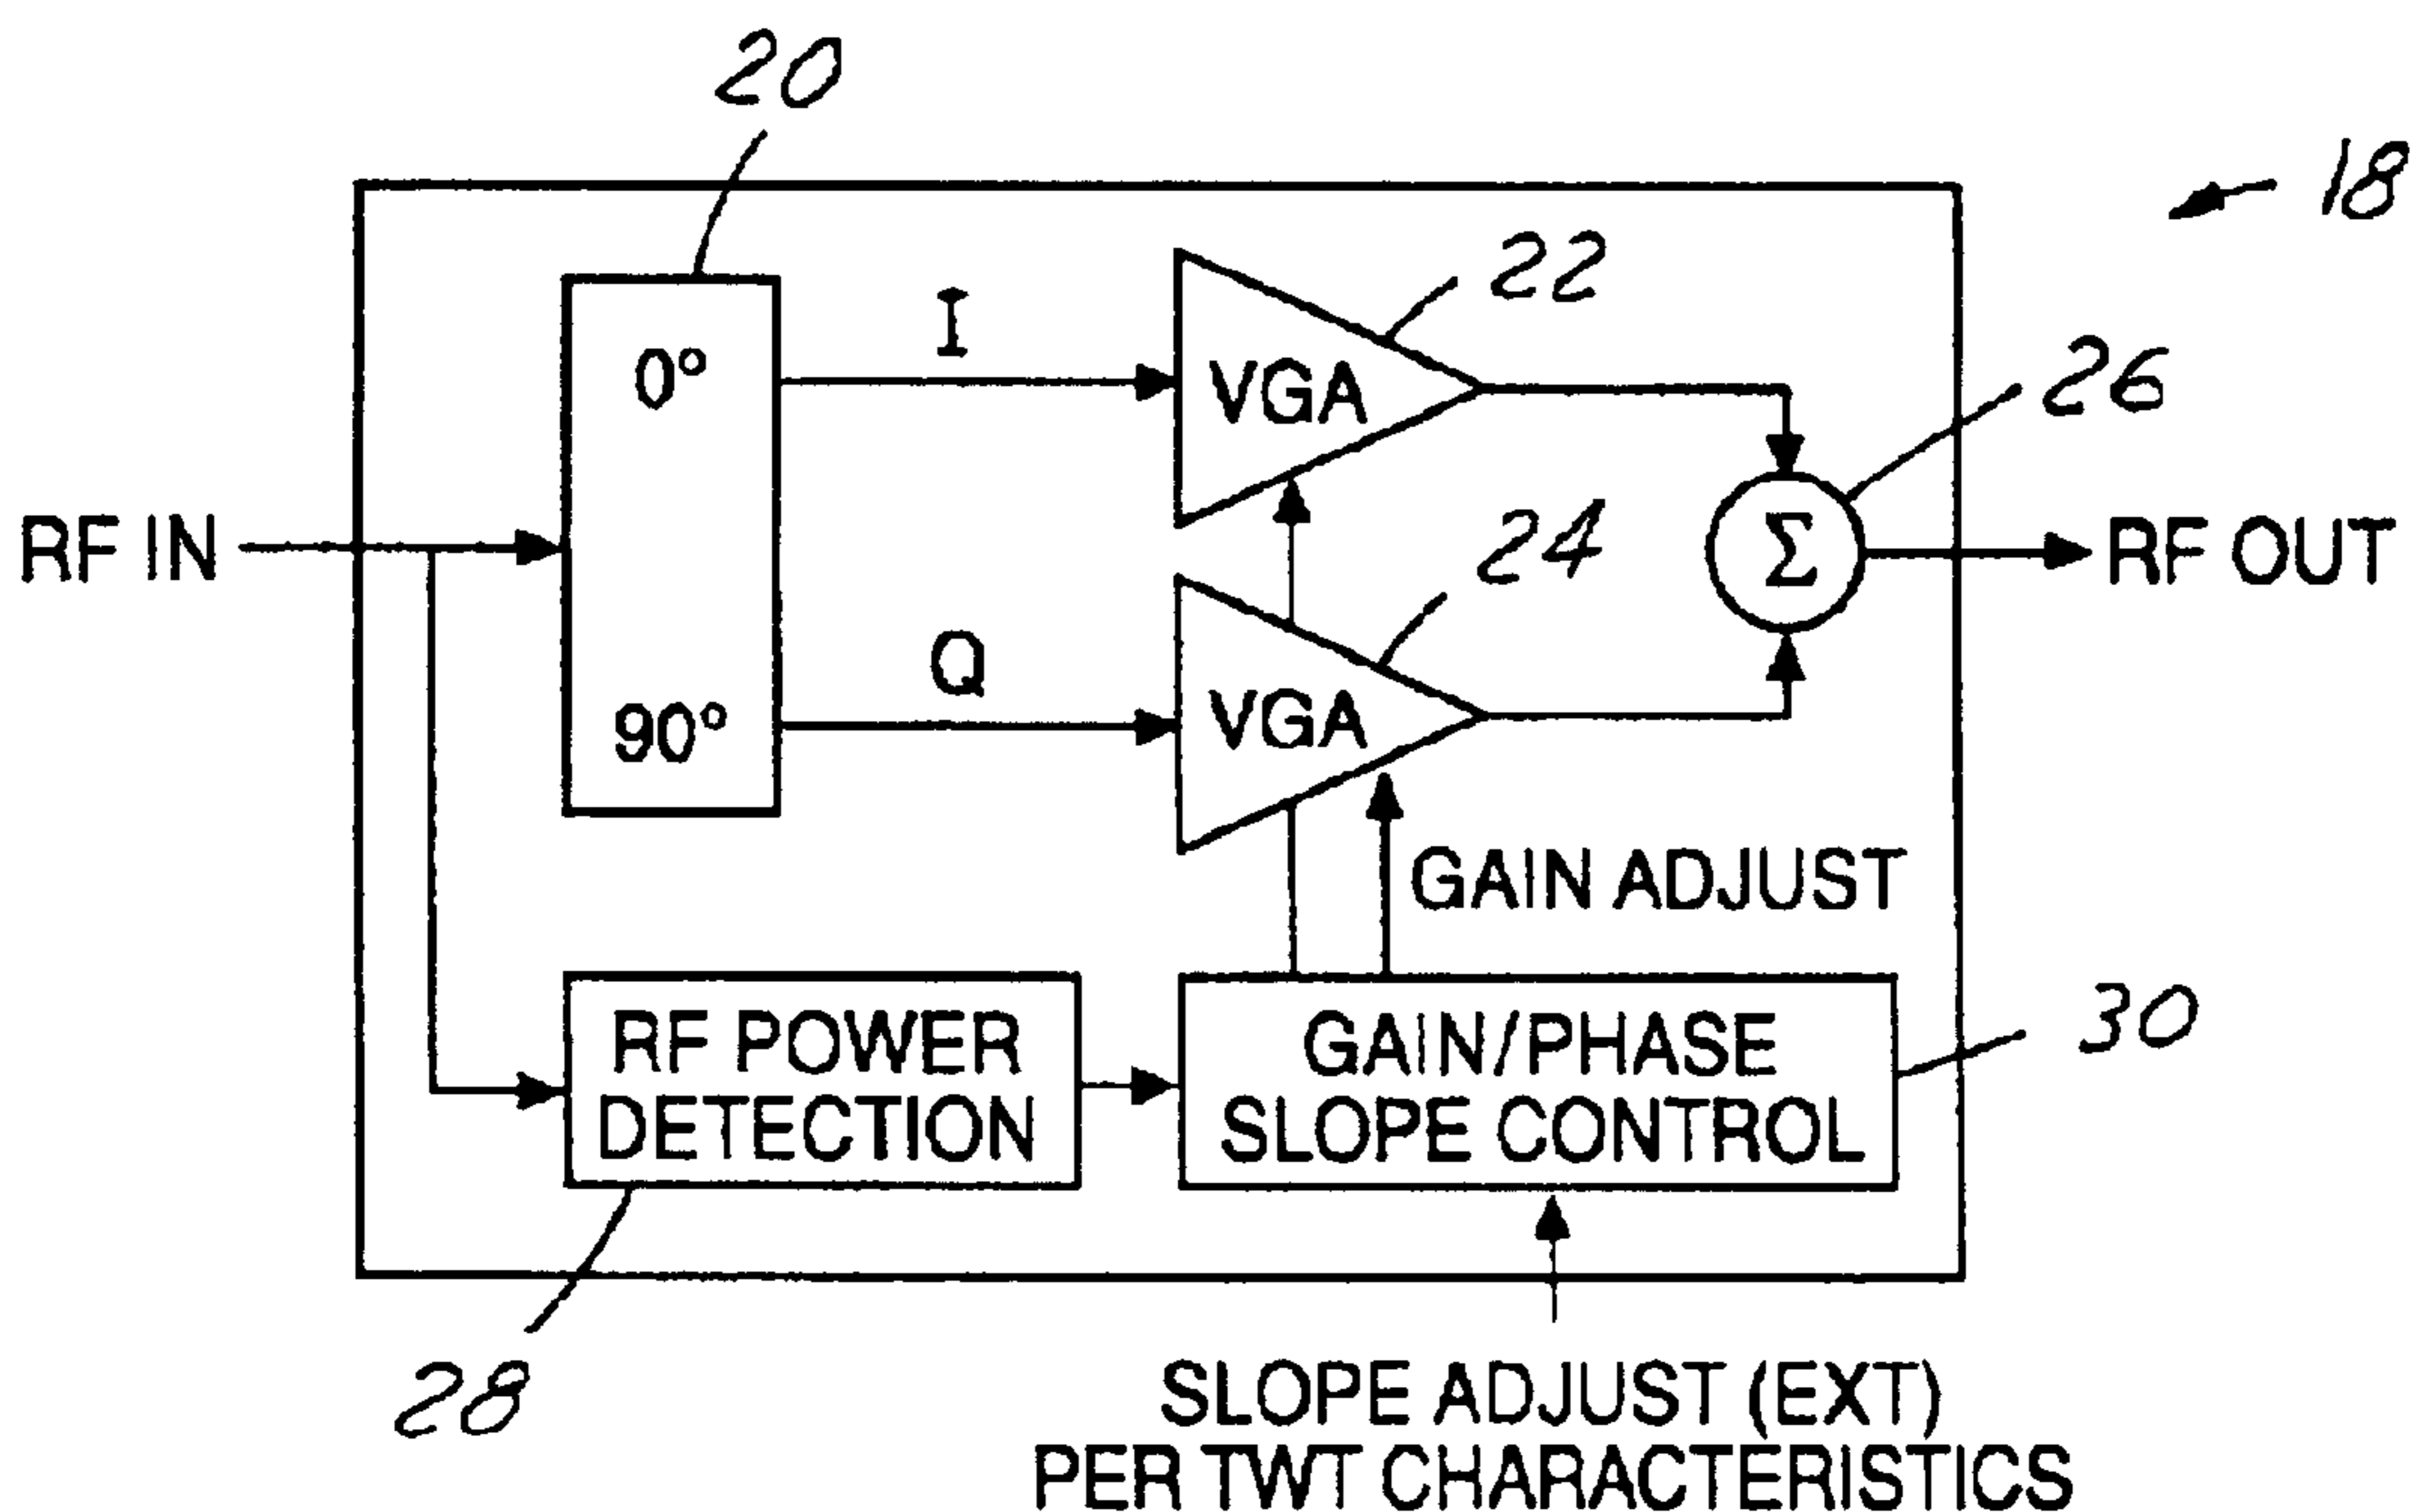 20
18
22
I
0°
VGA
26
RF IN
24
Σ
RF OUT
Q
90°
VGA
GAIN ADJUST
RF POWER
DETECTION
GAIN/PHASE
SLOPE CONTROL
30
28
SLOPE ADJUST (EXT)
PER TWT CHARACTERISTICS